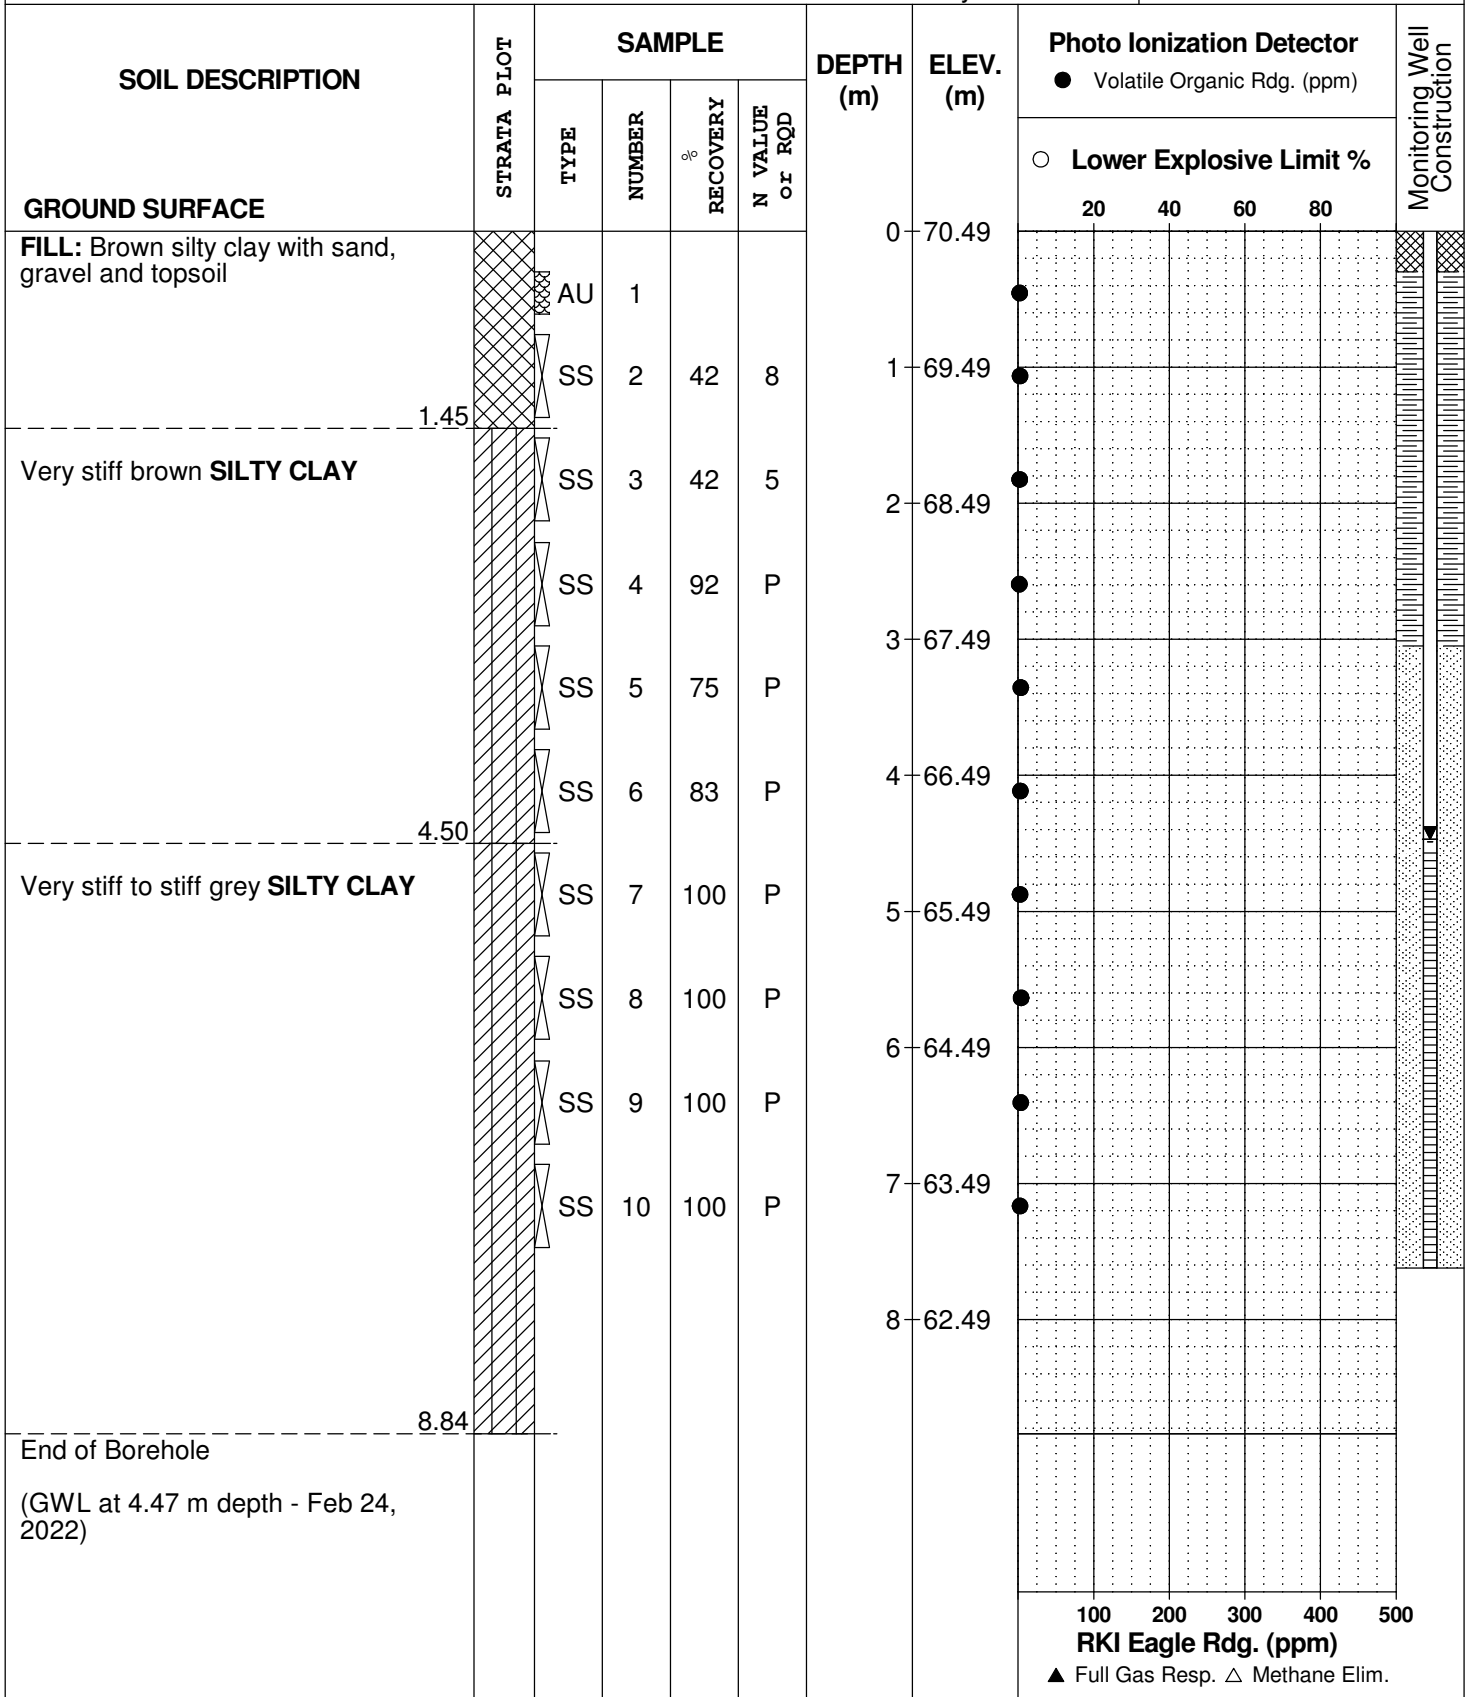 SOIL DESCRIPTION
GROUND SURFACE
STRATA PLOT
SAMPLE
TYPE
NUMBER
% RECOVERY
N VALUE or RQD
DEPTH (m)
ELEV. (m)
Photo Ionization Detector
● Volatile Organic Rdg. (ppm)
○ Lower Explosive Limit %
20 40 60 80
Monitoring Well Construction
0 70.49
FILL: Brown silty clay with sand,
gravel and topsoil
AU 1
1 69.49
SS 2 42 8
1.45
Very stiff brown SILTY CLAY
SS 3 42 5
2 68.49
SS 4 92 P
3 67.49
SS 5 75 P
4 66.49
SS 6 83 P
4.50
Very stiff to stiff grey SILTY CLAY
SS 7 100 P
5 65.49
SS 8 100 P
6 64.49
SS 9 100 P
7 63.49
SS 10 100 P
8 62.49
8.84
End of Borehole
(GWL at 4.47 m depth - Feb 24,
2022)
100 200 300 400 500
RKI Eagle Rdg. (ppm)
▲ Full Gas Resp. △ Methane Elim.